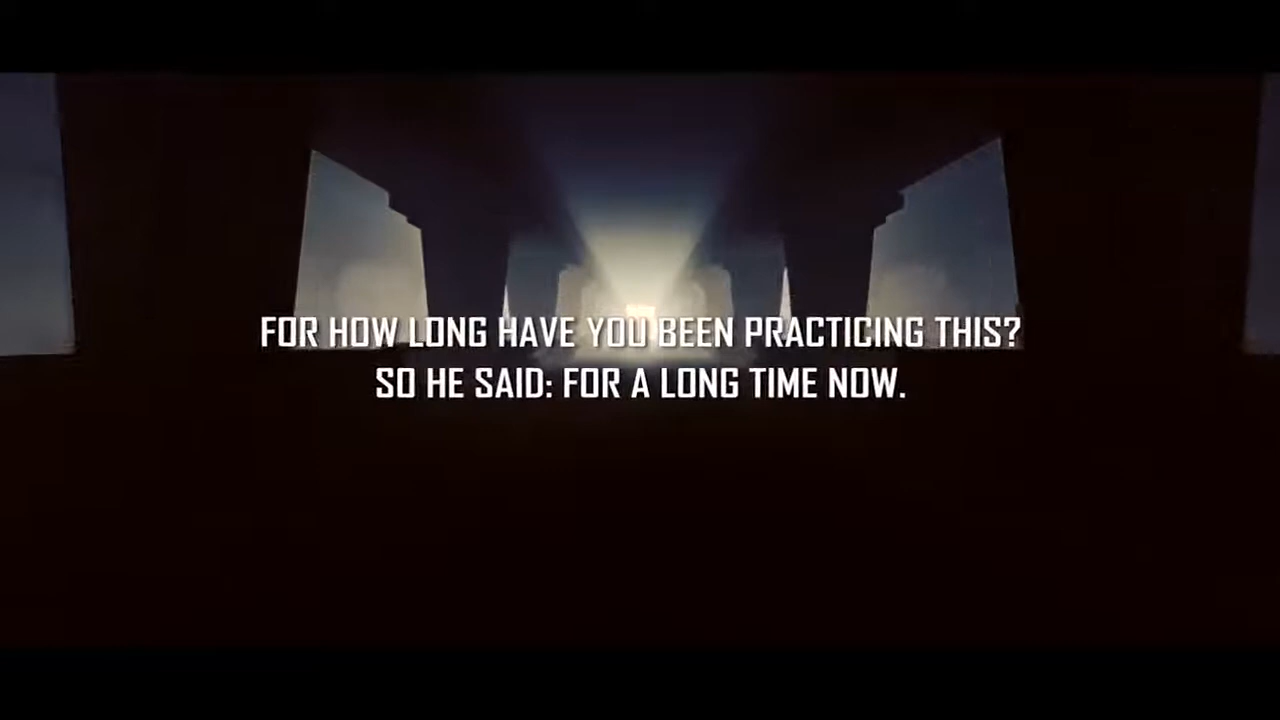 FOR HOW LONG HAVE YOU BEEN PRACTICING THIS?
SO HE SAID: FOR A LONG TIME NOW.